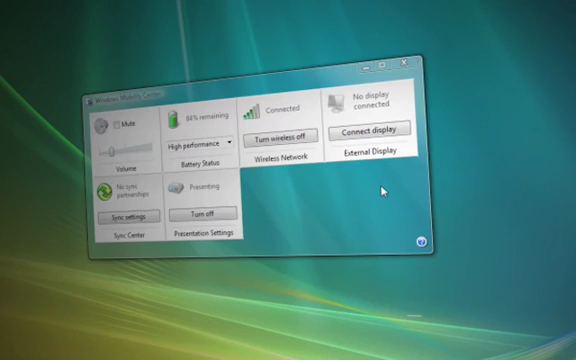 Windows Mobility Center
Mute
Volume
84% remaining
High performance
Battery Status
Connected
Turn wireless off
Wireless Network
No display
connected
Connect display
External Display
No sync
partnerships
Sync settings
Sync Center
Presenting
Turn off
Presentation Settings